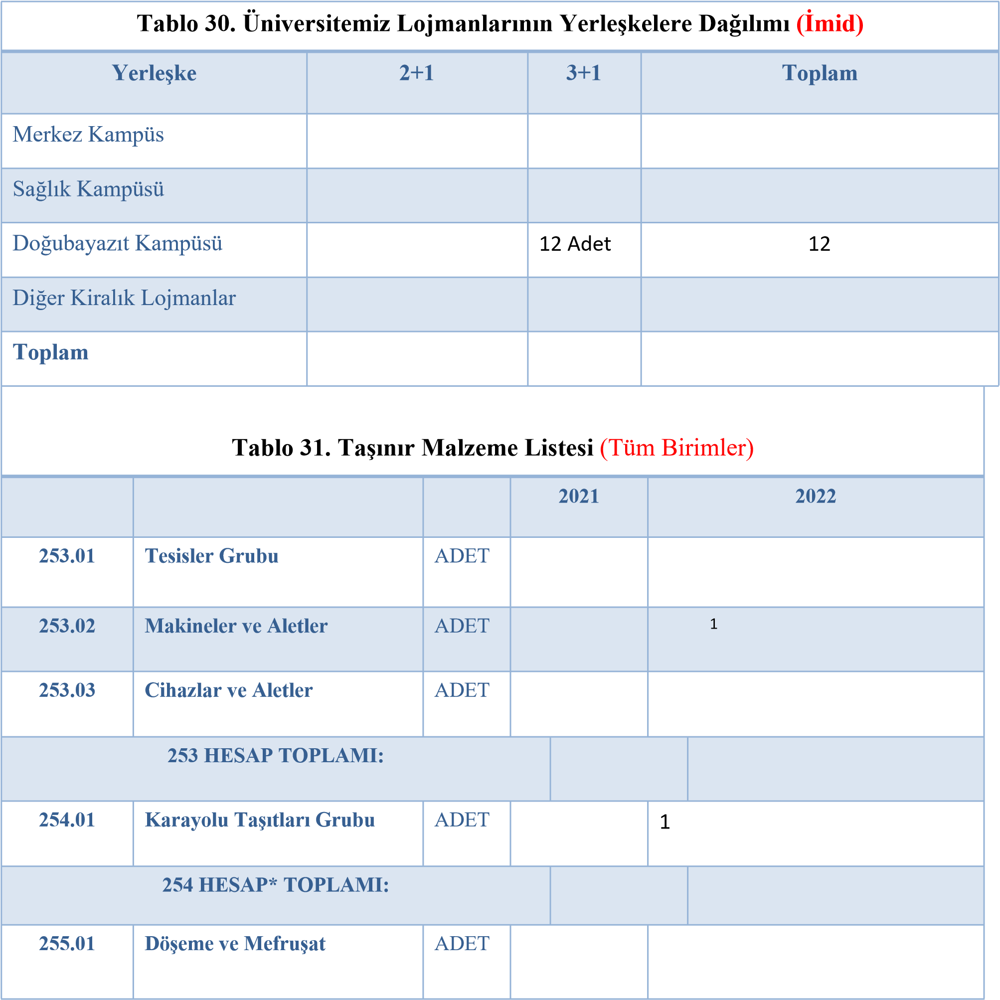 Tablo 30. Üniversitemiz Lojmanlarının Yerleşkelere Dağılımı (İmid)
Yerleşke 2+1 3+1 Toplam
Merkez Kampüs
Sağlık Kampüsü
Doğubayazıt Kampüsü 12 Adet 12
Diğer Kiralık Lojmanlar
Toplam
Tablo 31. Taşınır Malzeme Listesi (Tüm Birimler)
2021 2022
253.01 Tesisler Grubu ADET
253.02 Makineler ve Aletler ADET 1
253.03 Cihazlar ve Aletler ADET
253 HESAP TOPLAMI:
254.01 Karayolu Taşıtları Grubu ADET 1
254 HESAP* TOPLAMI:
255.01 Döşeme ve Mefruşat ADET